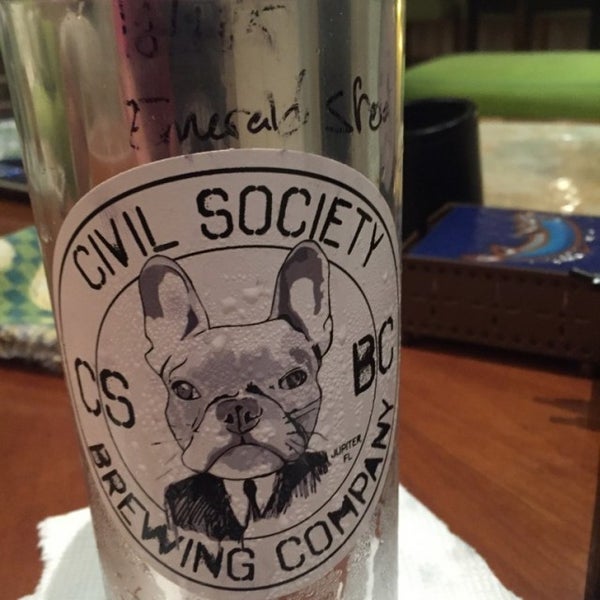 Emerald
CIVIL SOCIETY
CS BC
JUPITER,
FL
BREWING COMPANY